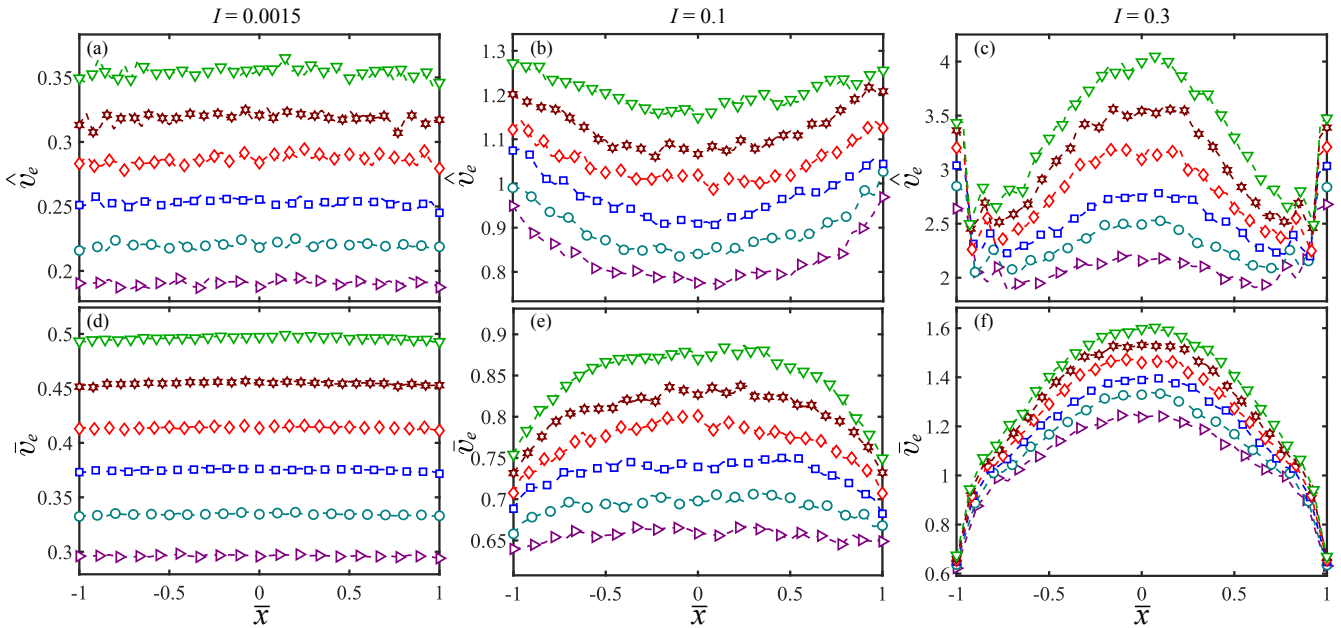 I = 0.0015 I = 0.1 I = 0.3
(a) (b) (c)
0.35 1.3 4
0.3 1.2 3.5
0.25 1.1 3
0.2 1 2.5
0.9 2
0.8
v̂e v̂e v̂e
(d) (e) (f)
0.5 0.9 1.6
0.45 0.85 1.4
0.4 0.8 1.2
0.35 0.75 1
0.3 0.7 0.8
0.65 0.6
v̄e v̄e v̄e
-1 -0.5 0 0.5 1 -1 -0.5 0 0.5 1 -1 -0.5 0 0.5 1
x̄ x̄ x̄